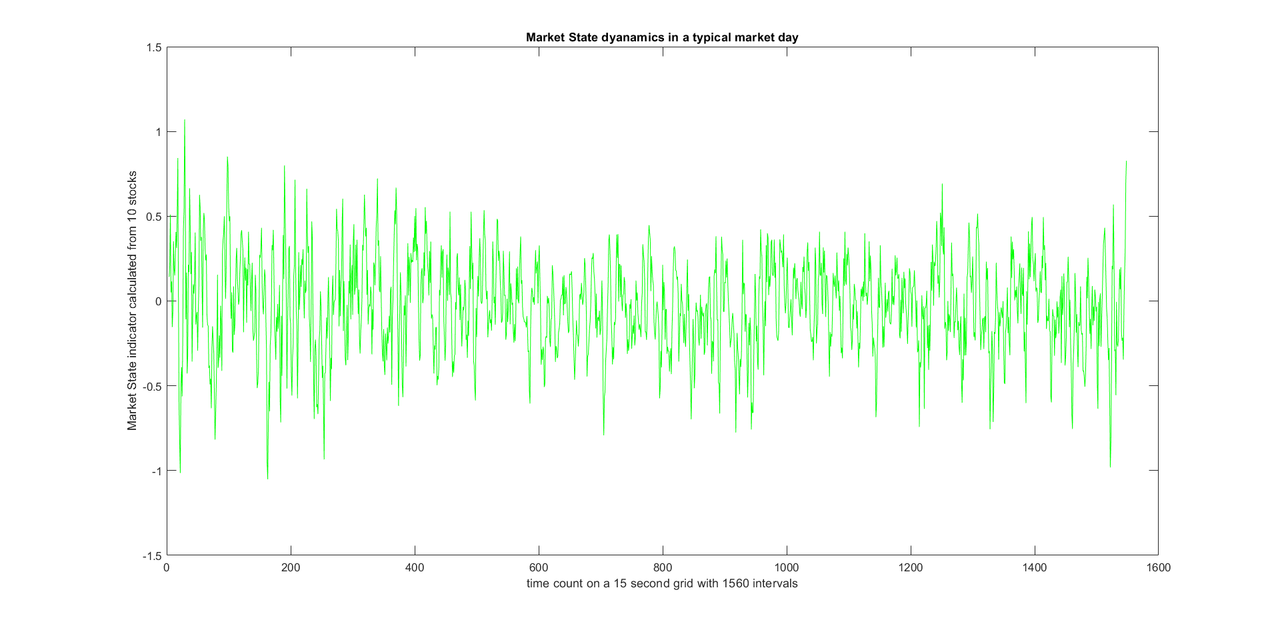 Market State dyanamics in a typical market day
Market State indicator calculated from 10 stocks
1.5
1
0.5
0
-0.5
-1
-1.5
0 200 400 600 800 1000 1200 1400 1600
time count on a 15 second grid with 1560 intervals